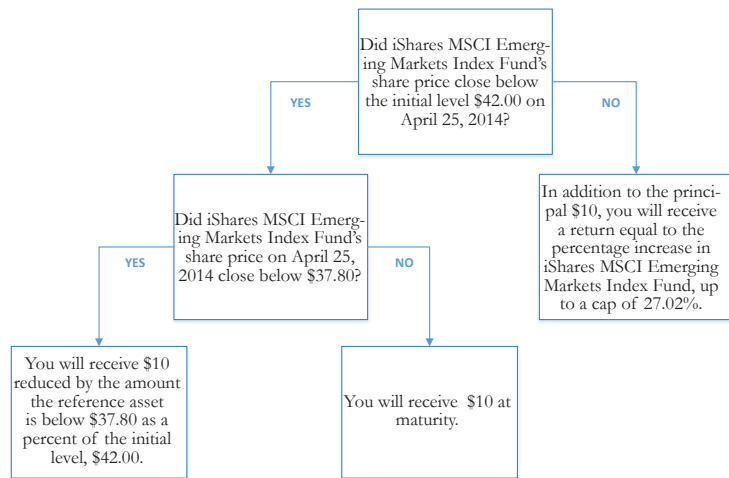 Did iShares MSCI Emerg-
ing Markets Index Fund's
share price close below
the initial level $42.00 on
April 25, 2014?
YES
NO
Did iShares MSCI Emerg-
ing Markets Index Fund's
share price on April 25,
2014 close below $37.80?
In addition to the princi-
pal $10, you will receive
a return equal to the
percentage increase in
iShares MSCI Emerging
Markets Index Fund, up
to a cap of 27.02%.
YES
NO
You will receive $10
reduced by the amount
the reference asset
is below $37.80 as a
percent of the initial
level, $42.00.
You will receive $10 at
maturity.